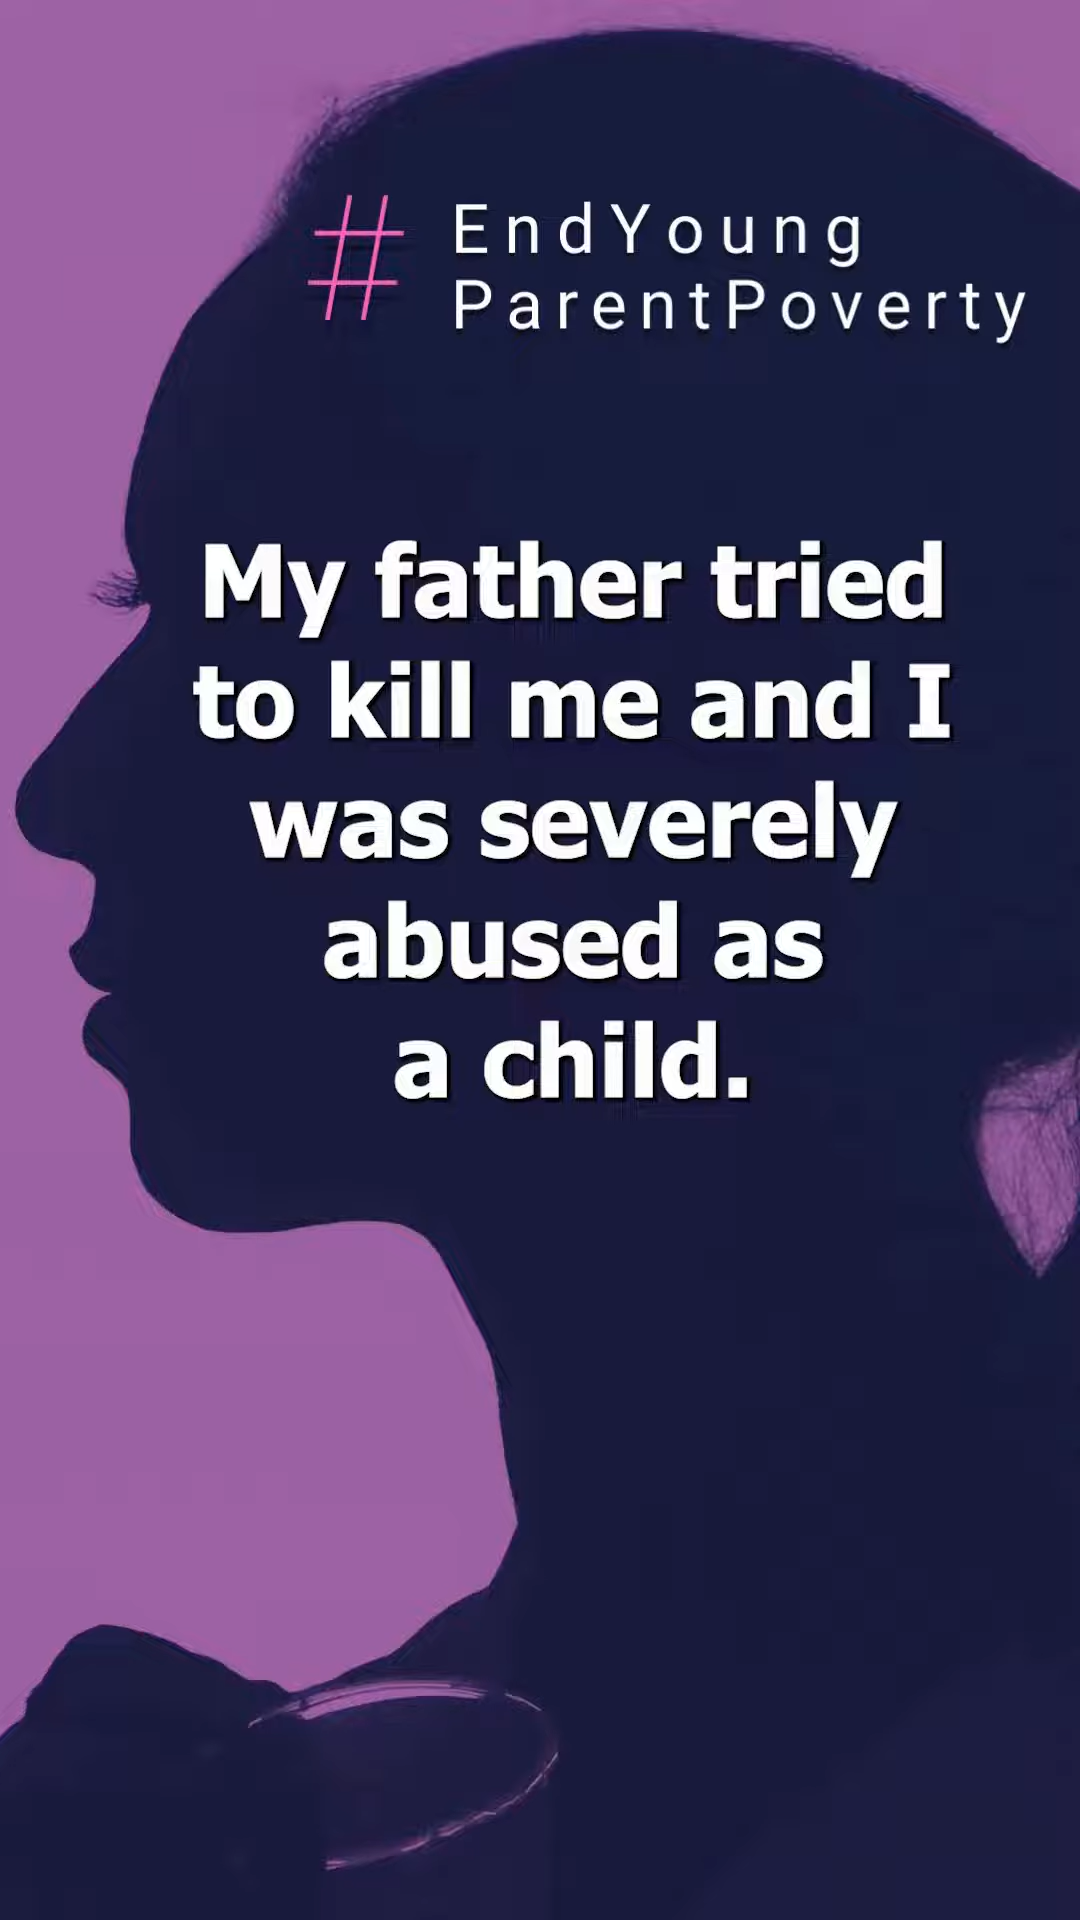 # EndYoung
ParentPoverty
My father tried
to kill me and I
was severely
abused as
a child.